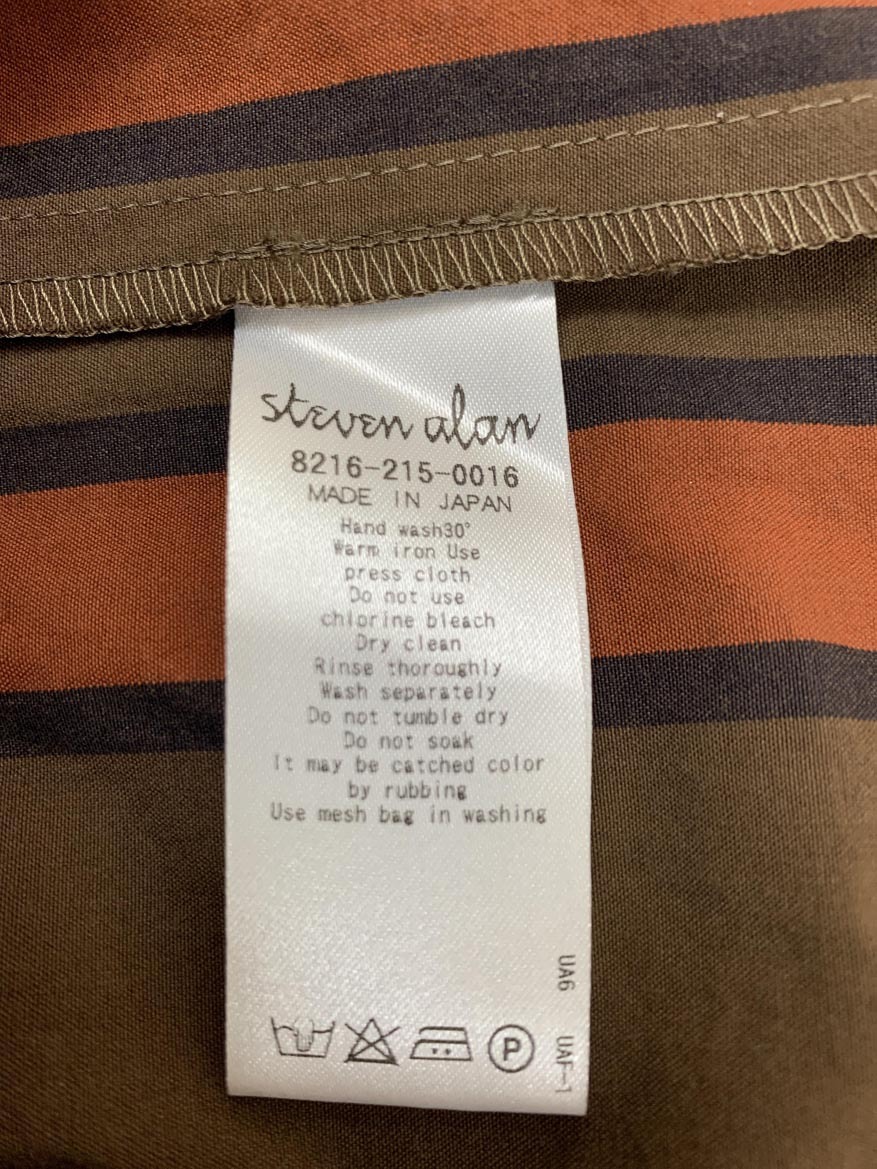 steven alan
8216-215-0016
MADE IN JAPAN
Hand wash30°
Warm iron Use
press cloth
Do not use
chlorine bleach
Dry clean
Rinse thoroughly
Wash separately
Do not tumble dry
Do not soak
It may be catched color
by rubbing
Use mesh bag in washing
UA6 UAF-1
P